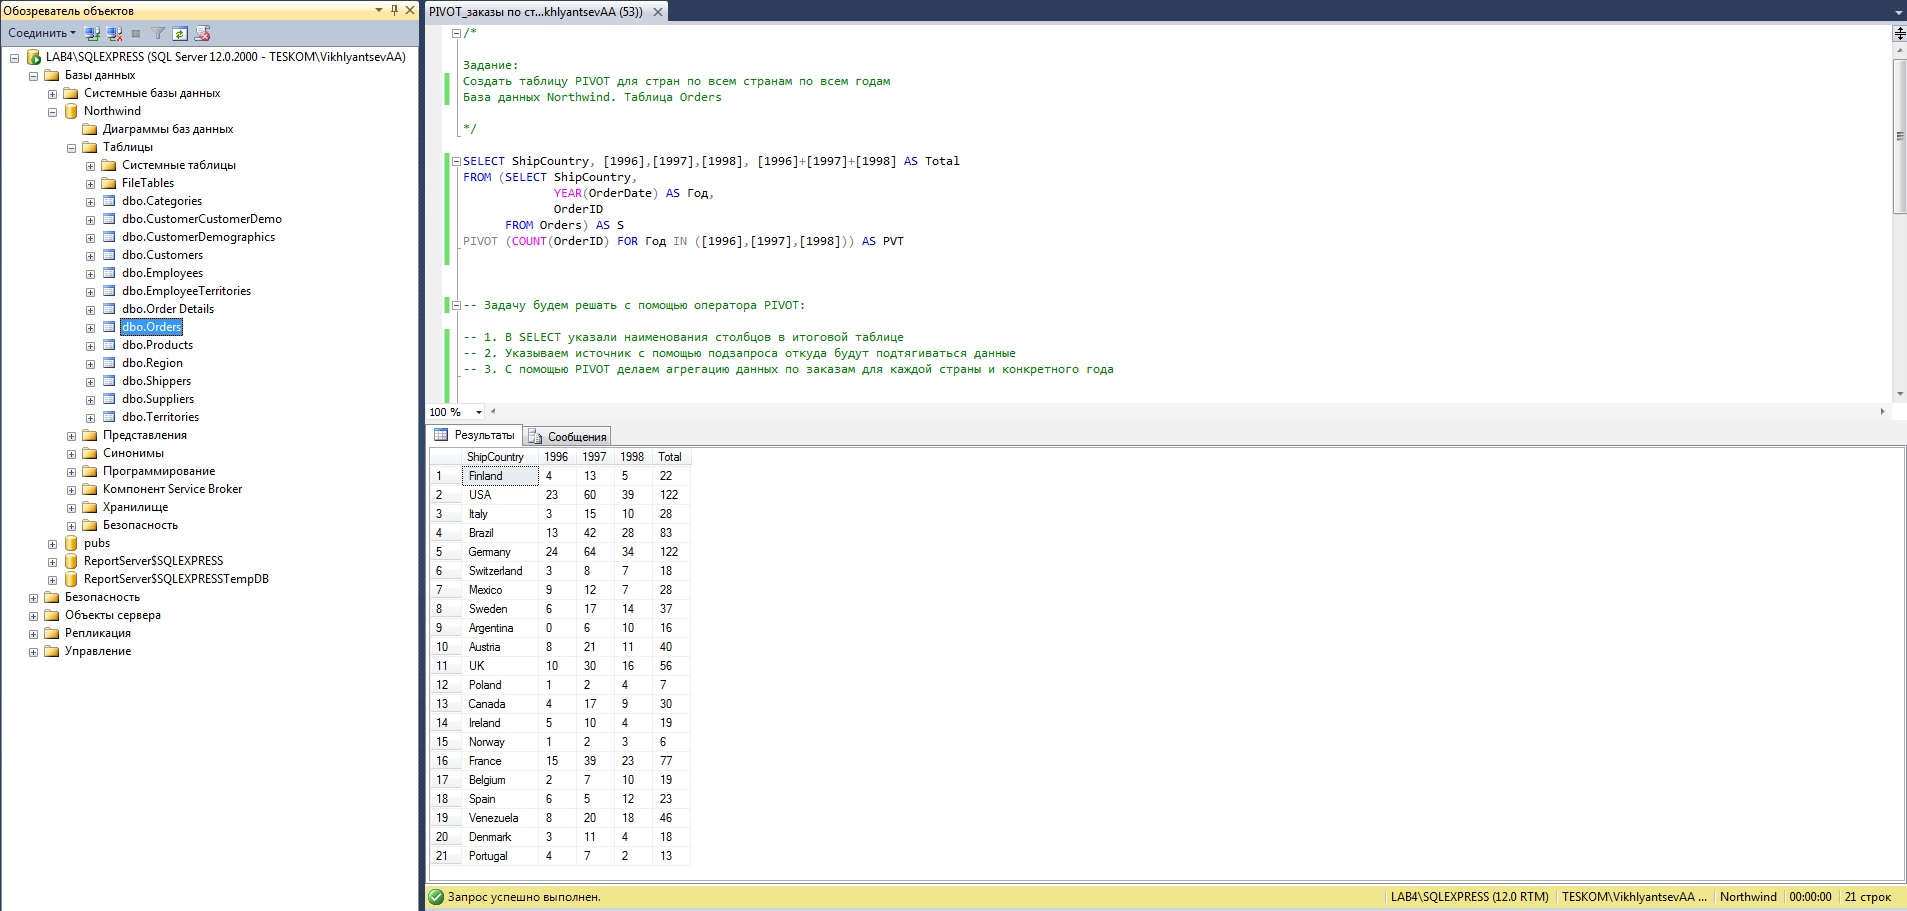 Обозреватель объектов
Соединить
LAB4\SQLEXPRESS (SQL Server 12.0.2000 - TESKOM\VikhlyantsevAA)
Базы данных
Системные базы данных
Northwind
Диаграммы баз данных
Таблицы
Системные таблицы
FileTables
dbo.Categories
dbo.CustomerCustomerDemo
dbo.CustomerDemographics
dbo.Customers
dbo.Employees
dbo.EmployeeTerritories
dbo.Order Details
dbo.Orders
dbo.Products
dbo.Region
dbo.Shippers
dbo.Suppliers
dbo.Territories
Представления
Синонимы
Программирование
Компонент Service Broker
Хранилище
Безопасность
pubs
ReportServer$SQLEXPRESS
ReportServer$SQLEXPRESSTempDB
Безопасность
Объекты сервера
Репликация
Управление
PIVOT_заказы по ст...khlyantsevAA (53))
/*
Задание:
Создать таблицу PIVOT для стран по всем странам по всем годам
База данных Northwind. Таблица Orders
*/
SELECT ShipCountry, [1996],[1997],[1998], [1996]+[1997]+[1998] AS Total
FROM (SELECT ShipCountry,
YEAR(OrderDate) AS Год,
OrderID
FROM Orders) AS S
PIVOT (COUNT(OrderID) FOR Год IN ([1996],[1997],[1998])) AS PVT
-- Задачу будем решать с помощью оператора PIVOT:
-- 1. В SELECT указали наименования столбцов в итоговой таблице
-- 2. Указываем источник с помощью подзапроса откуда будут подтягиваться данные
-- 3. С помощью PIVOT делаем агрегацию данных по заказам для каждой страны и конкретного года
100 %
Результаты Сообщения
ShipCountry 1996 1997 1998 Total
1 Finland 4 13 5 22
2 USA 23 60 39 122
3 Italy 3 15 10 28
4 Brazil 13 42 28 83
5 Germany 24 64 34 122
6 Switzerland 3 8 7 18
7 Mexico 9 12 7 28
8 Sweden 6 17 14 37
9 Argentina 0 6 10 16
10 Austria 8 21 11 40
11 UK 10 30 16 56
12 Poland 1 2 4 7
13 Canada 4 17 9 30
14 Ireland 5 10 4 19
15 Norway 1 2 3 6
16 France 15 39 23 77
17 Belgium 2 7 10 19
18 Spain 6 5 12 23
19 Venezuela 8 20 18 46
20 Denmark 3 11 4 18
21 Portugal 4 7 2 13
Запрос успешно выполнен. LAB4\SQLEXPRESS (12.0 RTM) TESKOM\VikhlyantsevAA ... Northwind 00:00:00 21 строк